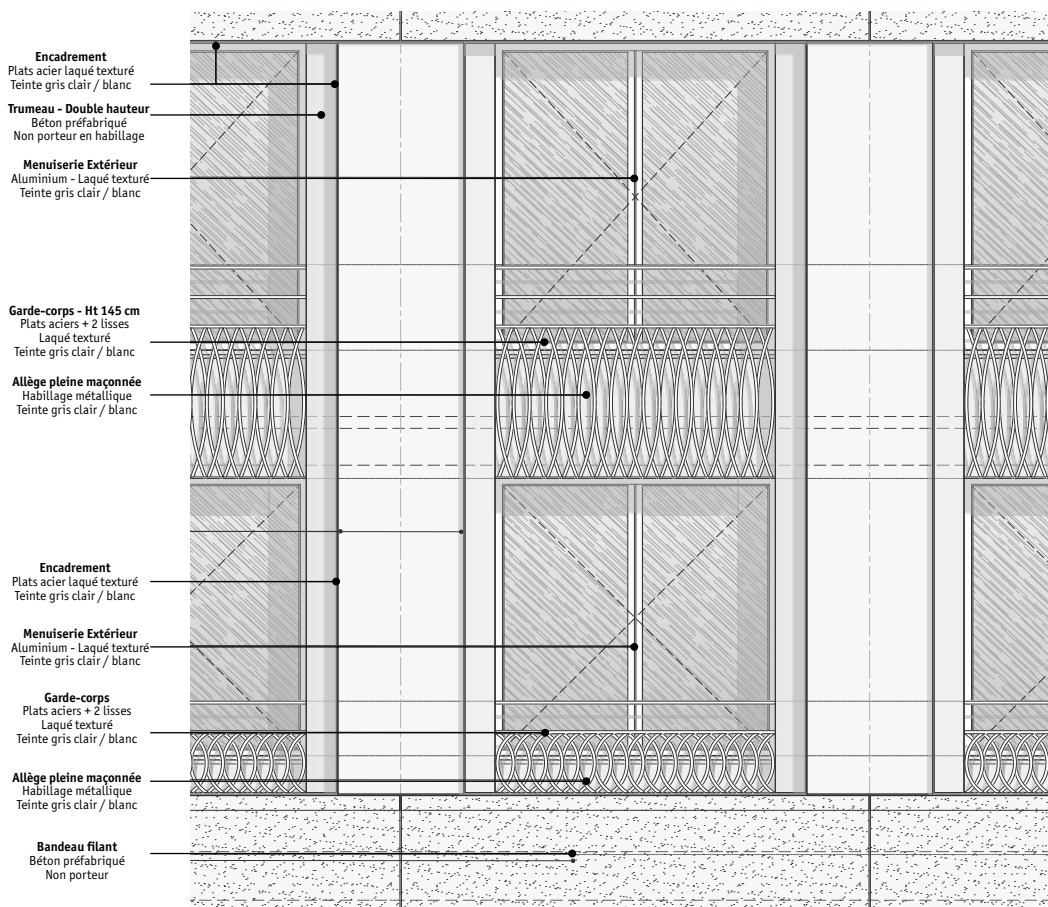 Encadrement
Plats acier laqué texturé
Teinte gris clair / blanc
Trumeau - Double hauteur
Béton préfabriqué
Non porteur en habillage
Menuiserie Extérieur
Aluminium - Laqué texturé
Teinte gris clair / blanc
Garde-corps - Ht 145 cm
Plats aciers + 2 lisses
Laqué texturé
Teinte gris clair / blanc
Allège pleine maçonnée
Habillage métallique
Teinte gris clair / blanc
Encadrement
Plats acier laqué texturé
Teinte gris clair / blanc
Menuiserie Extérieur
Aluminium - Laqué texturé
Teinte gris clair / blanc
Garde-corps
Plats aciers + 2 lisses
Laqué texturé
Teinte gris clair / blanc
Allège pleine maçonnée
Habillage métallique
Teinte gris clair / blanc
Bandeau filant
Béton préfabriqué
Non porteur